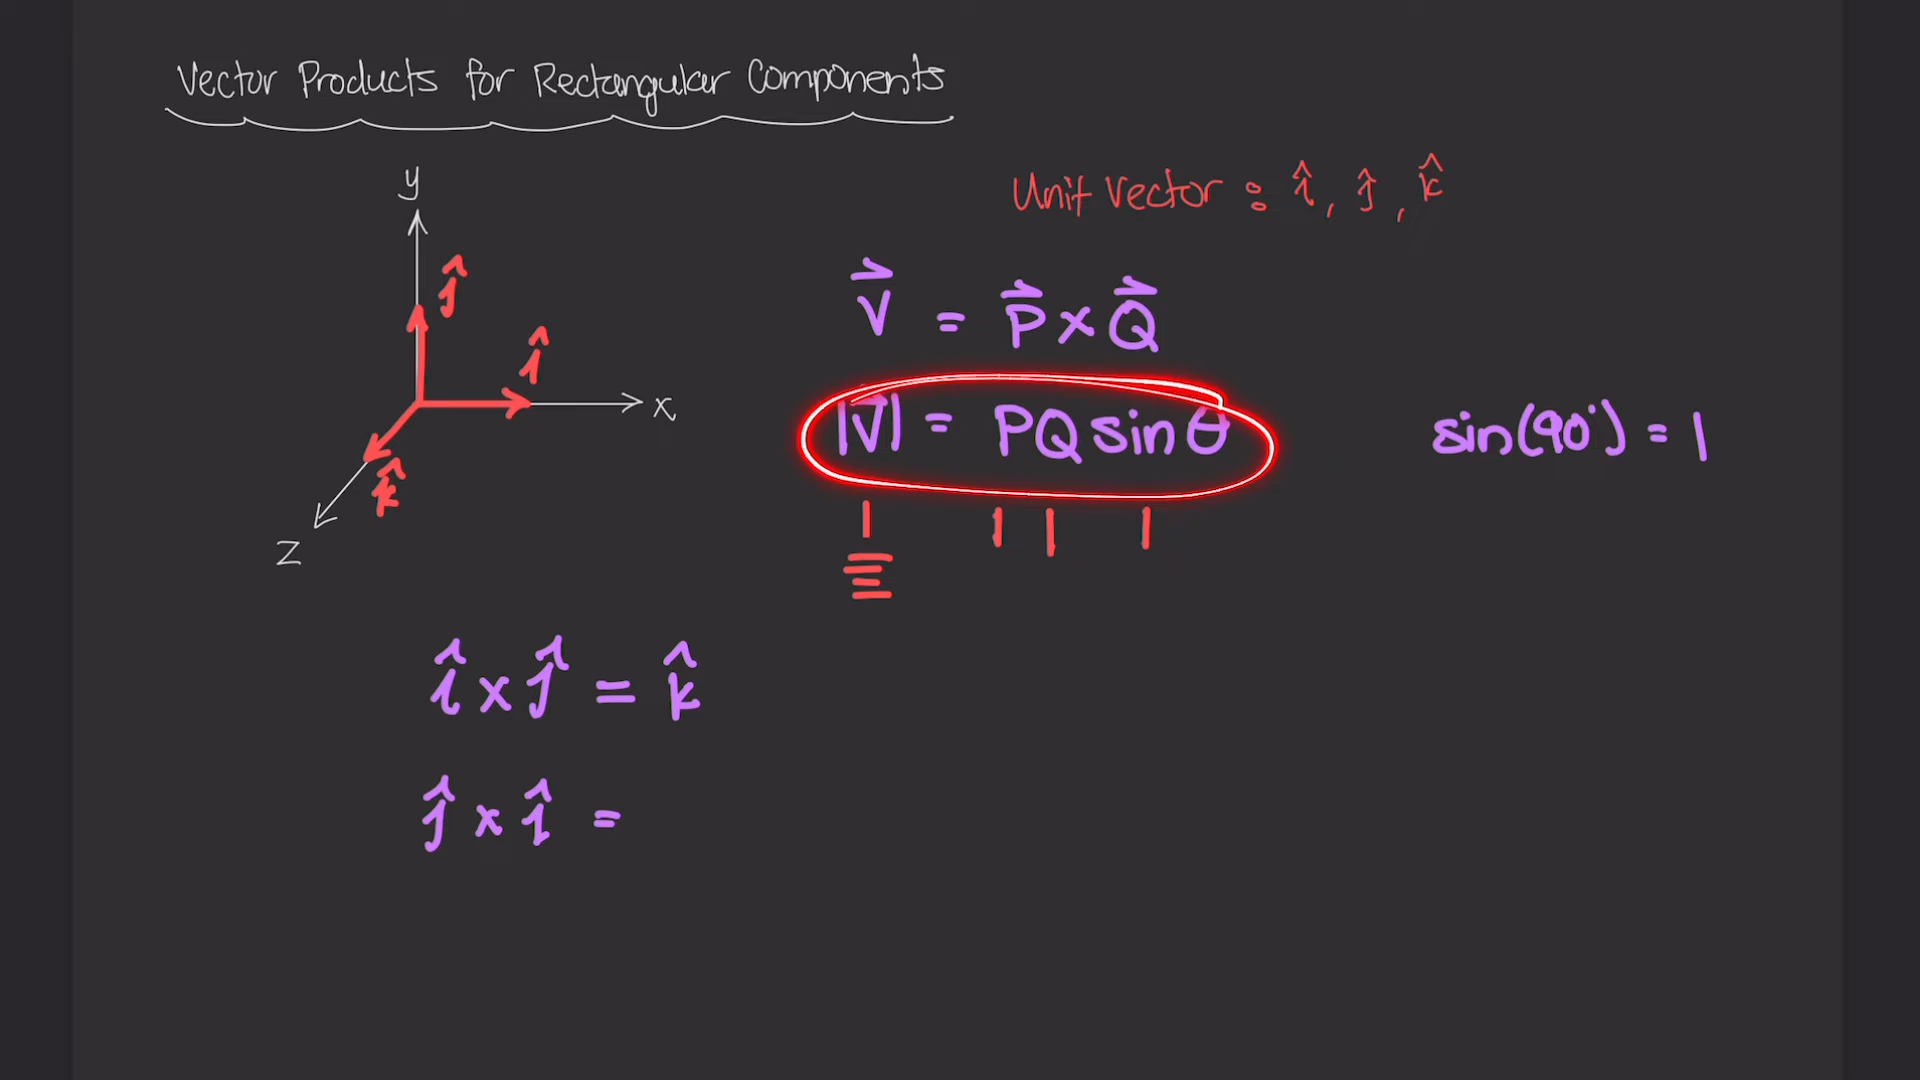 Vector Products for Rectangular Components
Unit Vector : î, ĵ, k̂
y
ĵ
î
x
k̂
z
V⃗ = P⃗ × Q⃗
|V⃗| = PQ sin θ
sin(90°) = 1
1 1 1 1
î × ĵ = k̂
ĵ × î =